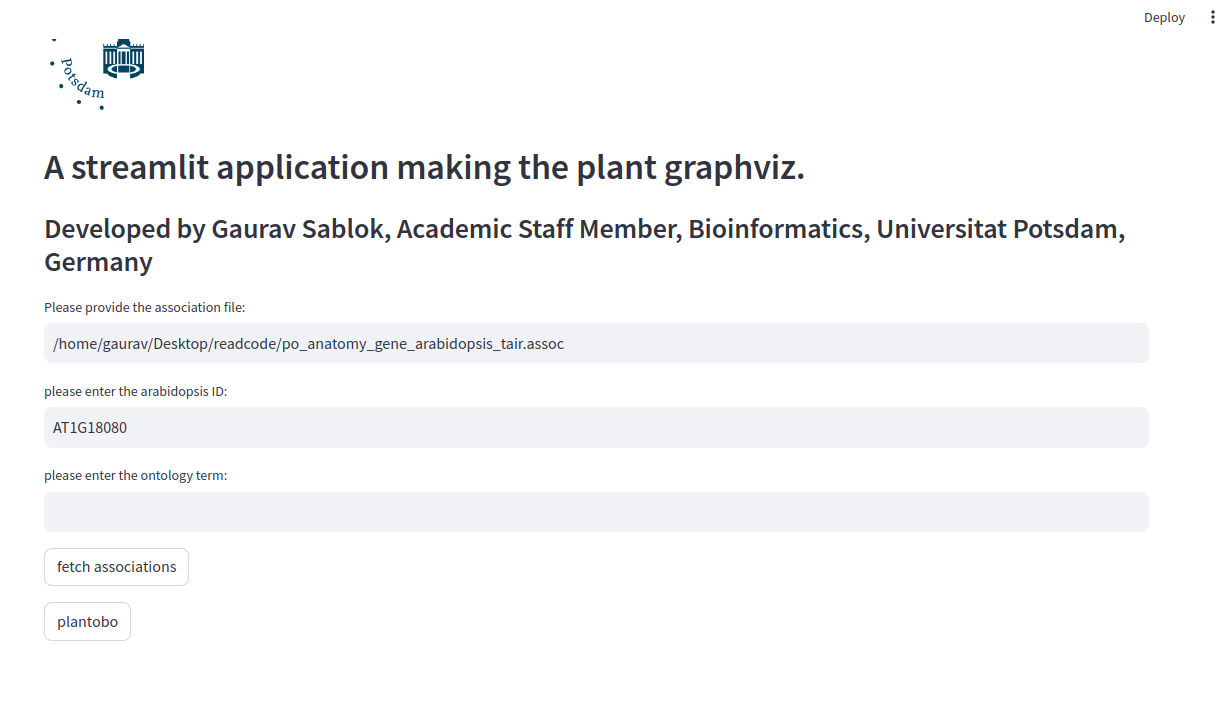 Deploy
Potsdam
A streamlit application making the plant graphviz.
Developed by Gaurav Sablok, Academic Staff Member, Bioinformatics, Universitat Potsdam,
Germany
Please provide the association file:
/home/gaurav/Desktop/readcode/po_anatomy_gene_arabidopsis_tair.assoc
please enter the arabidopsis ID:
AT1G18080
please enter the ontology term:
fetch associations
plantobo